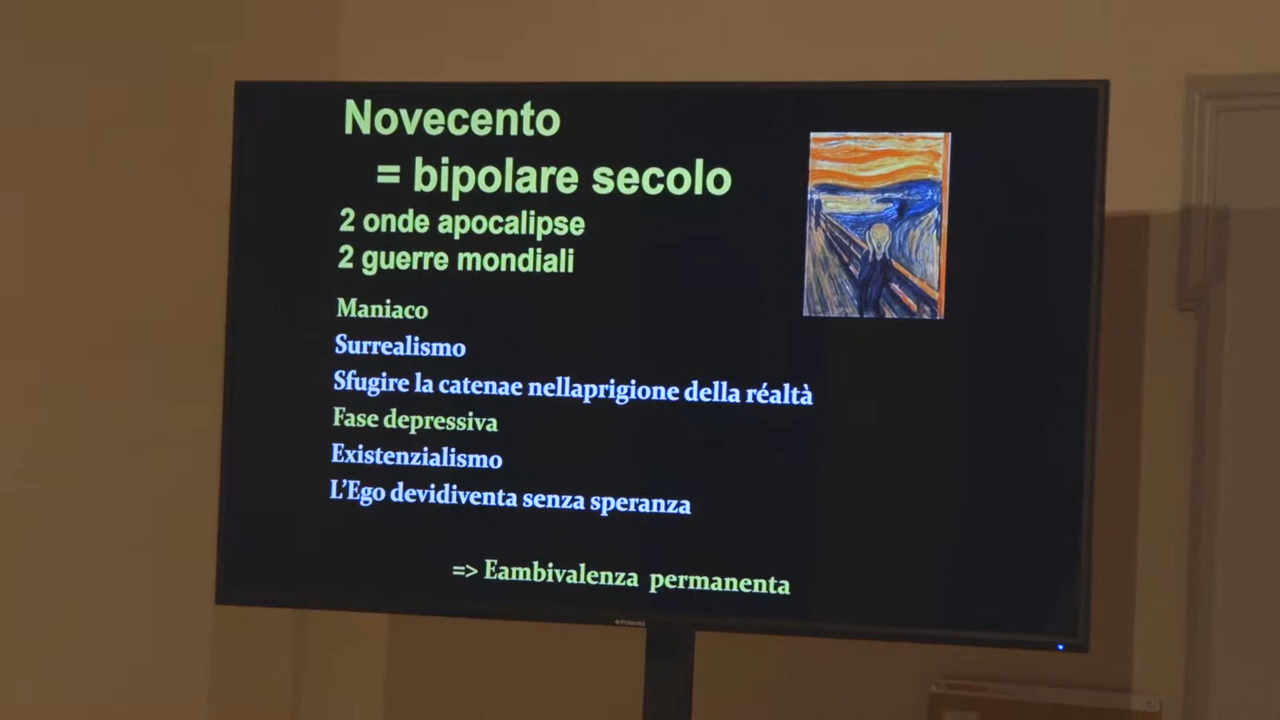 Novecento
= bipolare secolo
2 onde apocalipse
2 guerre mondiali
Maniaco
Surrealismo
Sfugire la catenae nellaprigione della réaltà
Fase depressiva
Existenzialismo
L'Ego devidiventa senza speranza
=> Eambivalenza permanenta
Polaroid